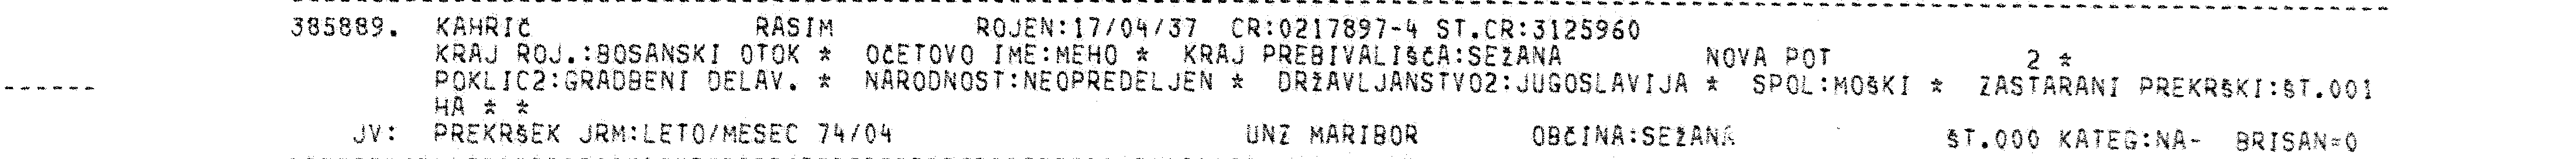 385889. KAHRIČ RASIM ROJEN:17/04/37 CR:0217897-4 ST.CR:3125960
KRAJ ROJ.:BOSANSKI OTOK * OČETOVO IME:MEHO * KRAJ PREBIVALIŠČA:SEŽANA NOVA POT 2 *
POKLIC2:GRADBENI DELAV. * NARODNOST:NEOPREDELJEN * DRŽAVLJANSTVO2:JUGOSLAVIJA * SPOL:MOŠKI * ZASTARANI PREKRŠKI:ŠT.001
HA * *
JV: PREKRŠEK JRM:LETO/MESEC 74/04 UNZ MARIBOR OBČINA:SEŽANA ŠT.000 KATEG:NA- BRISAN=0